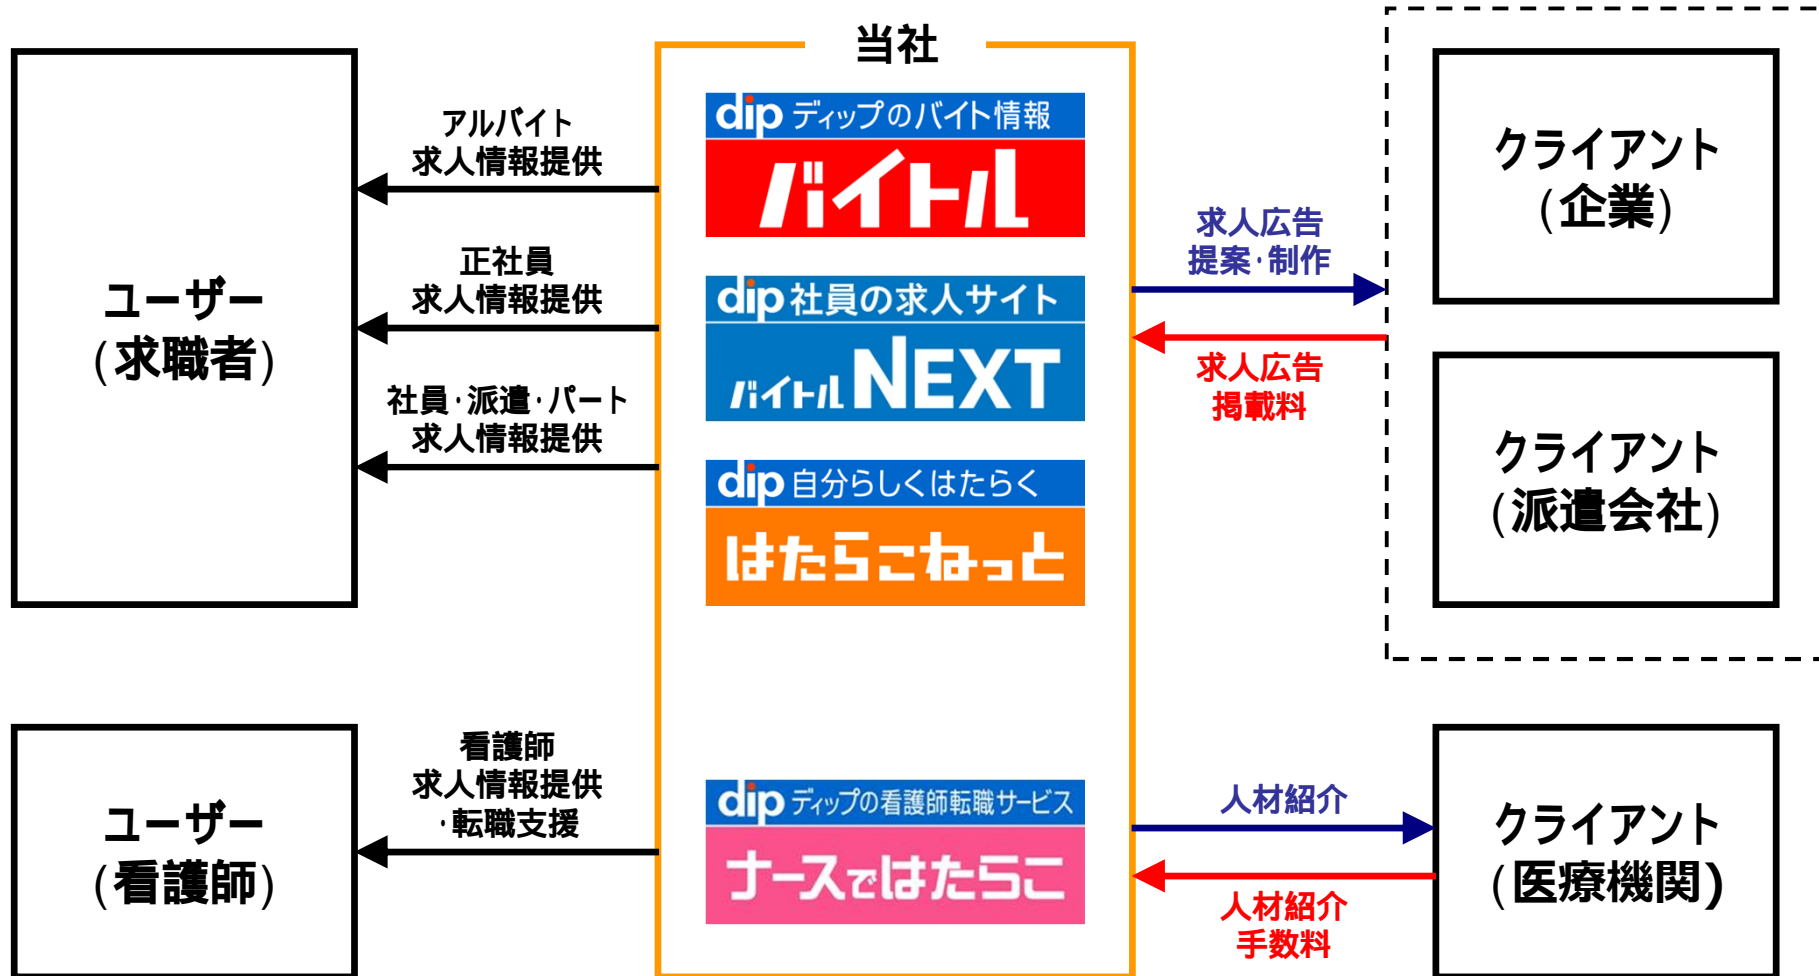 当社
ユーザー
(求職者)
アルバイト
求人情報提供
正社員
求人情報提供
社員・派遣・パート
求人情報提供
dip ディップのバイト情報
バイトル
dip 社員の求人サイト
バイトルNEXT
dip 自分らしくはたらく
はたらこねっと
求人広告
提案・制作
求人広告
掲載料
クライアント
(企業)
クライアント
(派遣会社)
ユーザー
(看護師)
看護師
求人情報提供
・転職支援
dip ディップの看護師転職サービス
ナースではたらこ
人材紹介
人材紹介
手数料
クライアント
(医療機関)